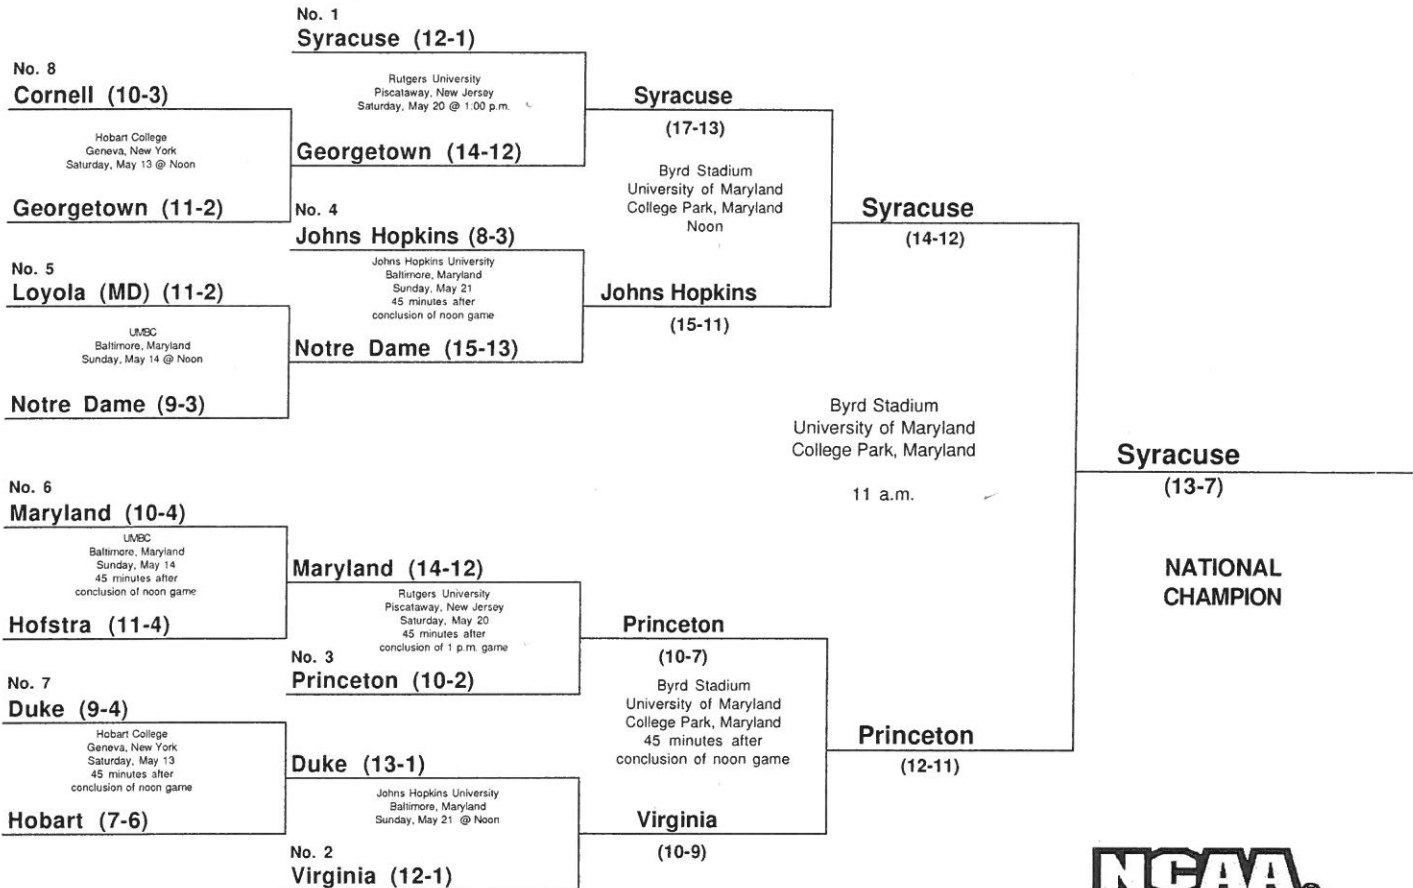 No. 1
Syracuse (12-1)
No. 8
Cornell (10-3)
Rutgers University
Piscataway, New Jersey
Saturday, May 20 @ 1:00 p.m.
Syracuse
(17-13)
Hobart College
Geneva, New York
Saturday, May 13 @ Noon
Georgetown (14-12)
Byrd Stadium
University of Maryland
College Park, Maryland
Noon
Georgetown (11-2)
No. 4
Johns Hopkins (8-3)
Syracuse
(14-12)
No. 5
Loyola (MD) (11-2)
Johns Hopkins University
Baltimore, Maryland
Sunday, May 21
45 minutes after
conclusion of noon game
Johns Hopkins
(15-11)
UMBC
Baltimore, Maryland
Sunday, May 14 @ Noon
Notre Dame (15-13)
Notre Dame (9-3)
Byrd Stadium
University of Maryland
College Park, Maryland
11 a.m.
Syracuse
(13-7)
NATIONAL
CHAMPION
No. 6
Maryland (10-4)
UMBC
Baltimore, Maryland
Sunday, May 14
45 minutes after
conclusion of noon game
Maryland (14-12)
Hofstra (11-4)
Rutgers University
Piscataway, New Jersey
Saturday, May 20
45 minutes after
conclusion of 1 p.m. game
Princeton
(10-7)
No. 3
Princeton (10-2)
No. 7
Duke (9-4)
Byrd Stadium
University of Maryland
College Park, Maryland
45 minutes after
conclusion of noon game
Princeton
(12-11)
Hobart College
Geneva, New York
Saturday, May 13
45 minutes after
conclusion of noon game
Duke (13-1)
Hobart (7-6)
Johns Hopkins University
Baltimore, Maryland
Sunday, May 21 @ Noon
Virginia
(10-9)
No. 2
Virginia (12-1)
NCAA®